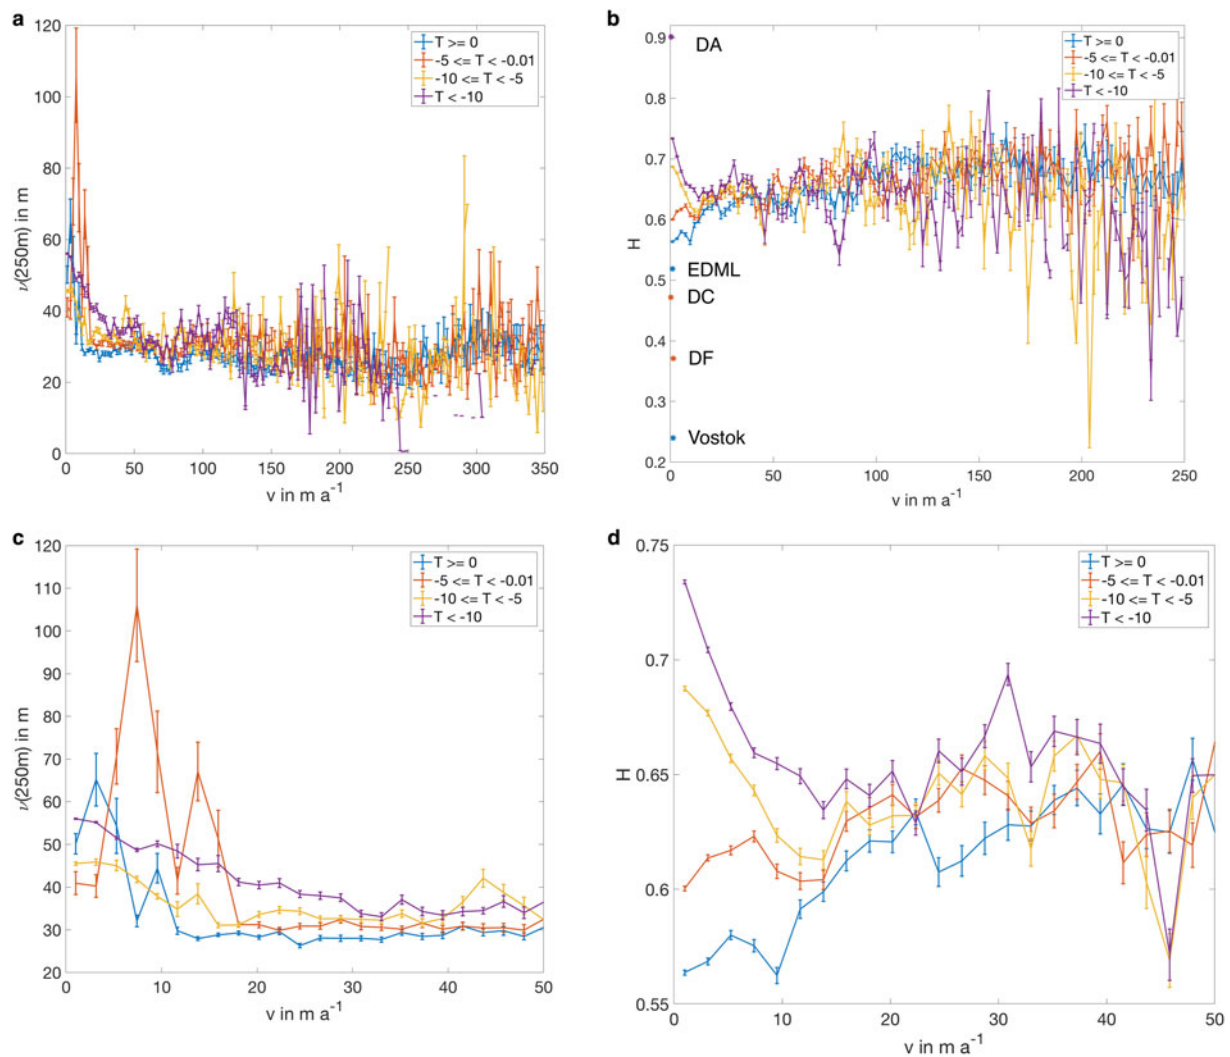 a
120
100
80
60
40
20
0
0 50 100 150 200 250 300 350
ν(250m) in m
v in m a⁻¹
T >= 0
-5 <= T < -0.01
-10 <= T < -5
T < -10
b
0.9
0.8
0.7
0.6
0.5
0.4
0.3
0.2
0 50 100 150 200 250
H
v in m a⁻¹
T >= 0
-5 <= T < -0.01
-10 <= T < -5
T < -10
DA
EDML
DC
DF
Vostok
c
120
110
100
90
80
70
60
50
40
30
20
0 10 20 30 40 50
ν(250m) in m
v in m a⁻¹
T >= 0
-5 <= T < -0.01
-10 <= T < -5
T < -10
d
0.75
0.7
0.65
0.6
0.55
0 10 20 30 40 50
H
v in m a⁻¹
T >= 0
-5 <= T < -0.01
-10 <= T < -5
T < -10